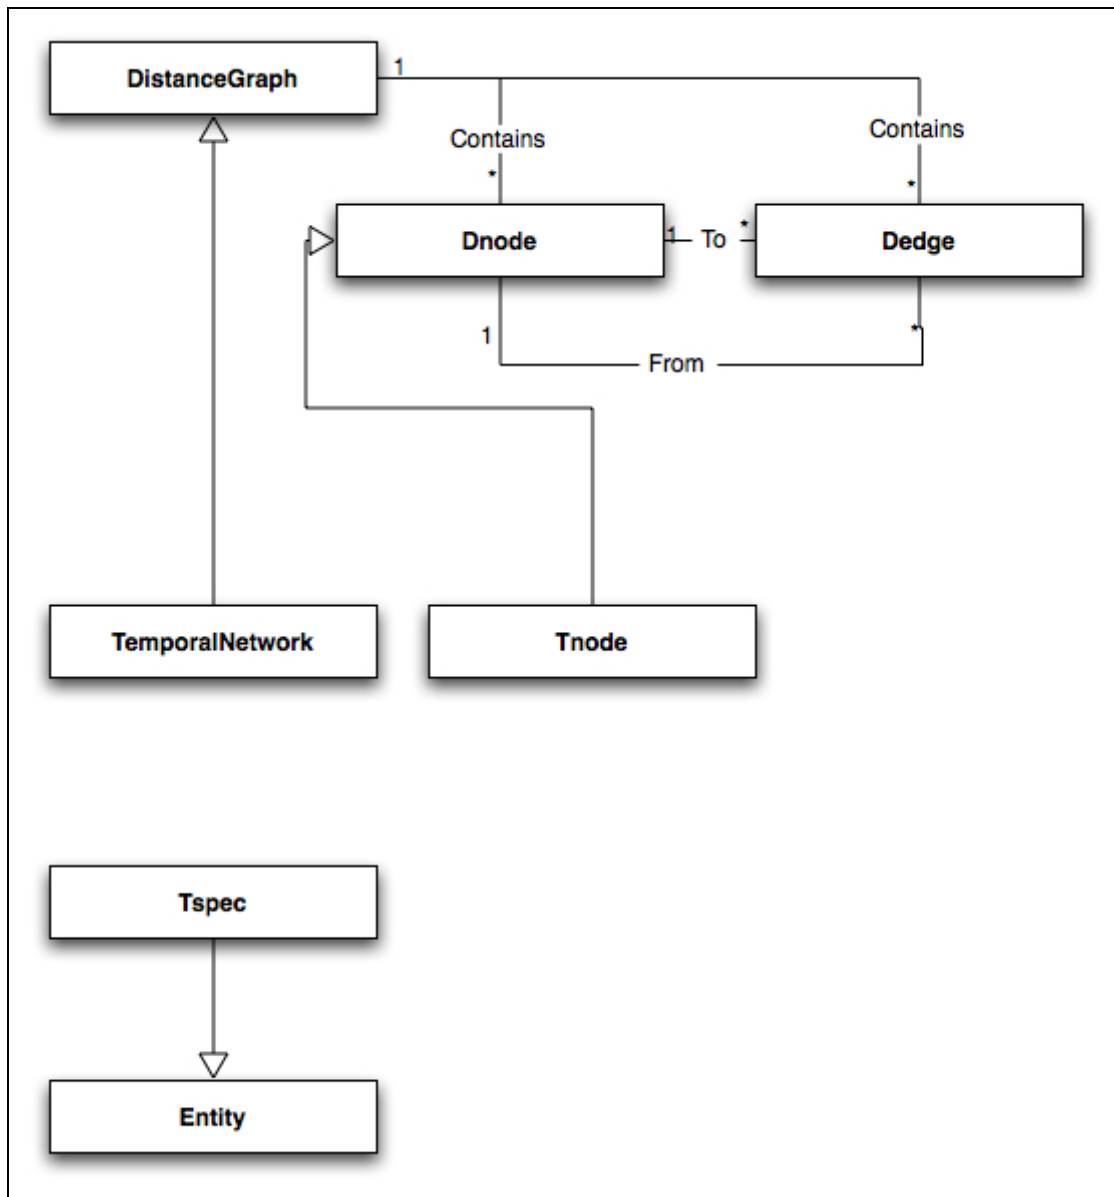 DistanceGraph
1
Contains
Contains
*
*
Dnode
1
To
*
Dedge
1
*
From
TemporalNetwork
Tnode
Tspec
Entity